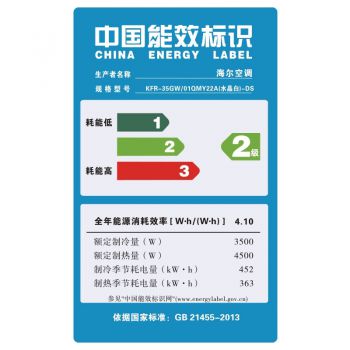 中国能效标识
CHINA ENERGY LABEL
生产者名称 海尔空调
规格型号 KFR-35GW/01QMY22A(水晶白)-DS
耗能低
1
2
2级
耗能高
3
全年能源消耗效率[W·h/(W·h)] 4.10
额定制冷量(W) 3500
额定制热量(W) 4500
制冷季节耗电量(kW·h) 452
制热季节耗电量(kW·h) 363
参见"中国能效标识网"(www.energylabel.gov.cn)
依据国家标准：GB 21455-2013